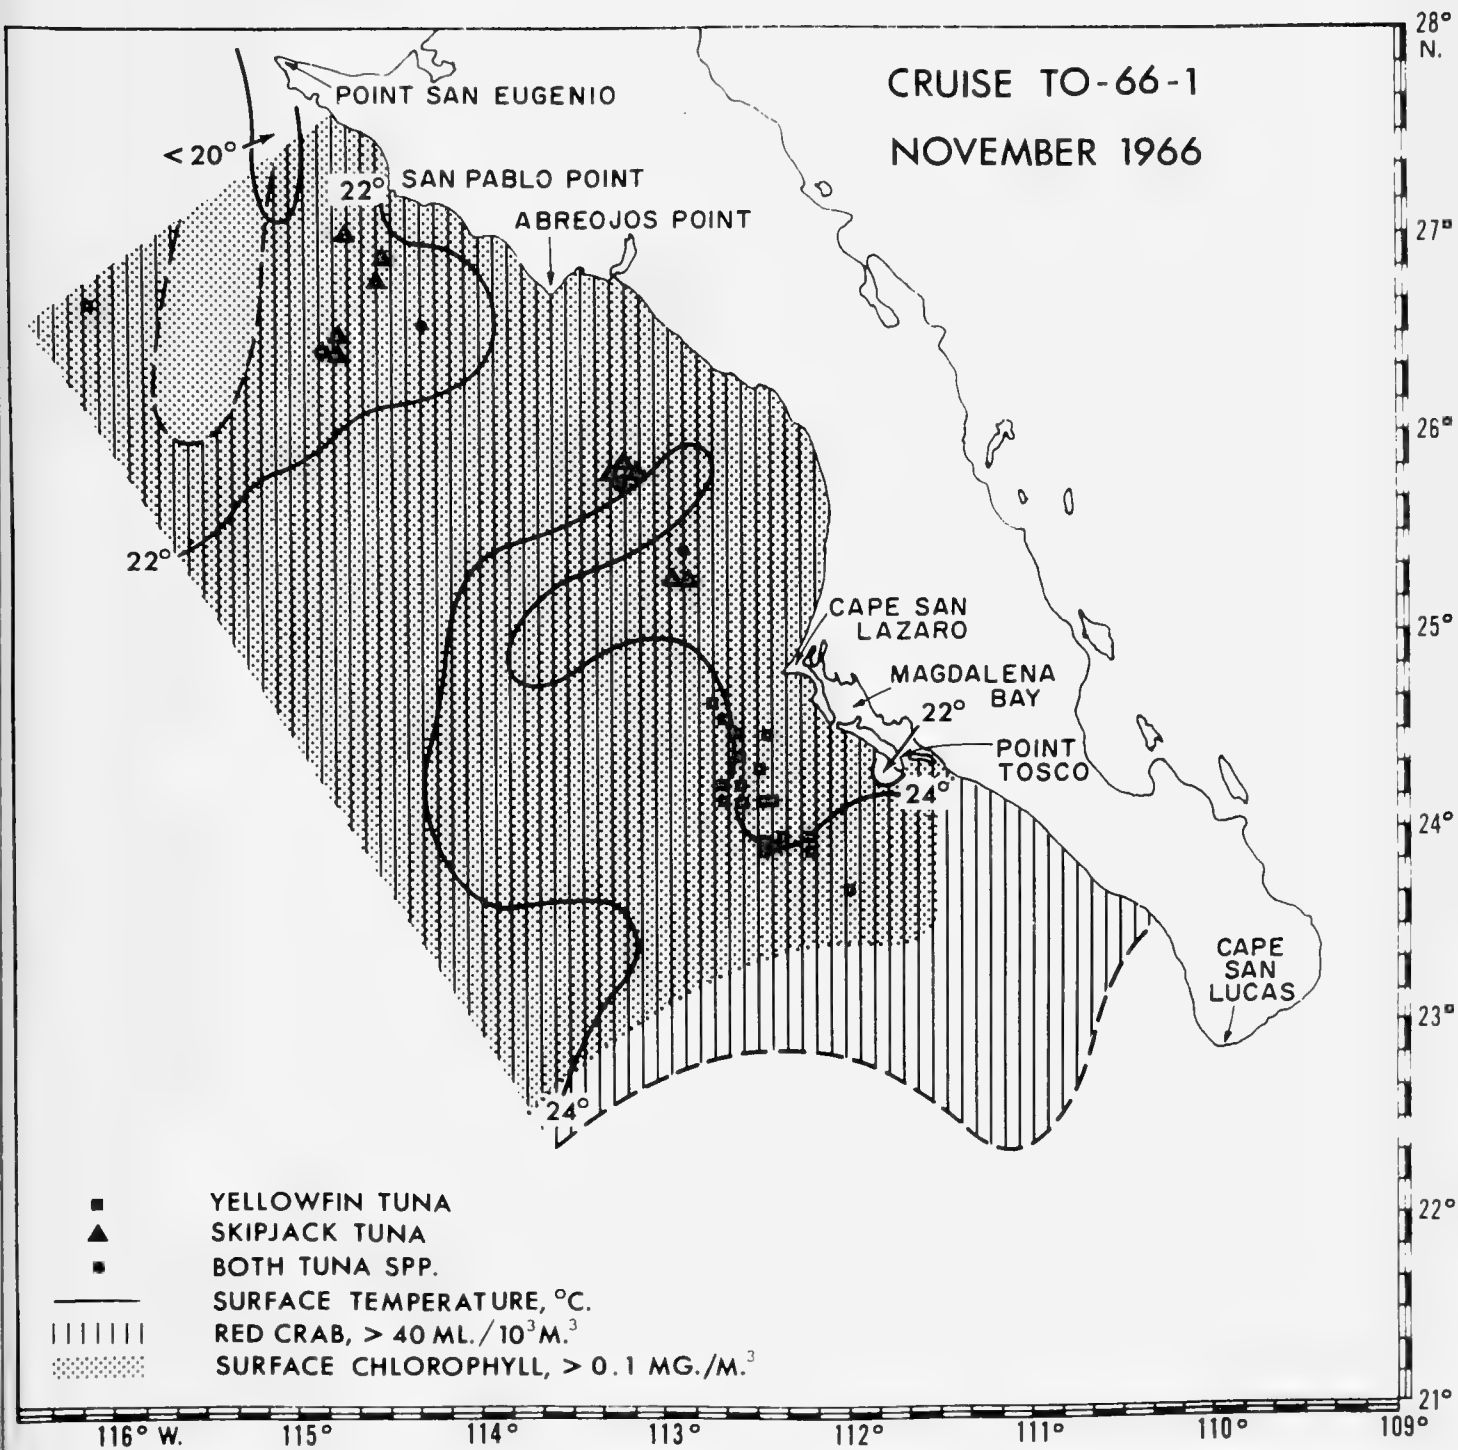 28°
N.
CRUISE TO-66-1
NOVEMBER 1966
POINT SAN EUGENIO
<20°
22°
SAN PABLO POINT
ABREOJOS POINT
27°
26°
22°
25°
CAPE SAN
LAZARO
MAGDALENA
BAY
22°
POINT
TOSCO
24°
24°
CAPE
SAN
LUCAS
23°
24°
22°
YELLOWFIN TUNA
SKIPJACK TUNA
BOTH TUNA SPP.
SURFACE TEMPERATURE, °C.
RED CRAB, > 40 ML./10³M.³
SURFACE CHLOROPHYLL, > 0.1 MG./M.³
21°
116° W. 115° 114° 113° 112° 111° 110° 109°